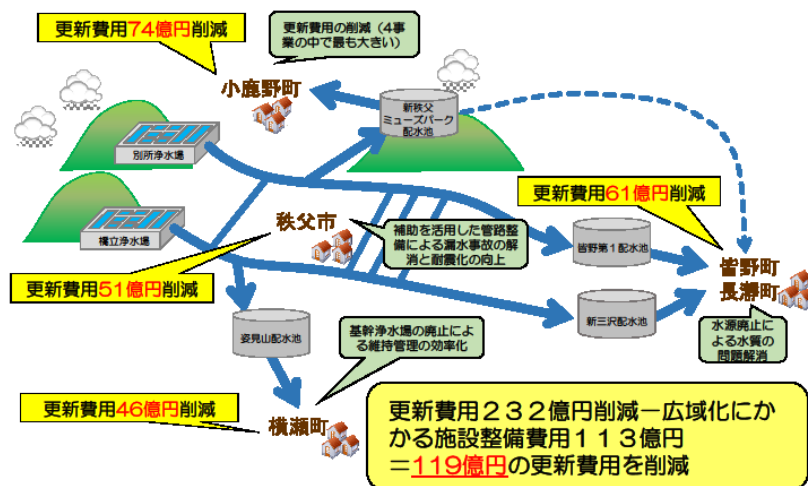 更新費用74億円削減
更新費用の削減（4事
業の中で最も大きい）
小鹿野町
新秩父
ミューズパーク
配水池
別所浄水場
更新費用61億円削減
橋立浄水場
秩父市
補助を活用した管路整
備による漏水事故の解
消と耐震化の向上
皆野第１配水池
皆野町
長瀞町
更新費用51億円削減
姿見山配水池
基幹浄水場の廃止によ
る維持管理の効率化
新三沢配水池
水源廃止に
よる水質の
問題解消
更新費用46億円削減
横瀬町
更新費用２３２億円削減－広域化にか
かる施設整備費用１１３億円
＝119億円の更新費用を削減